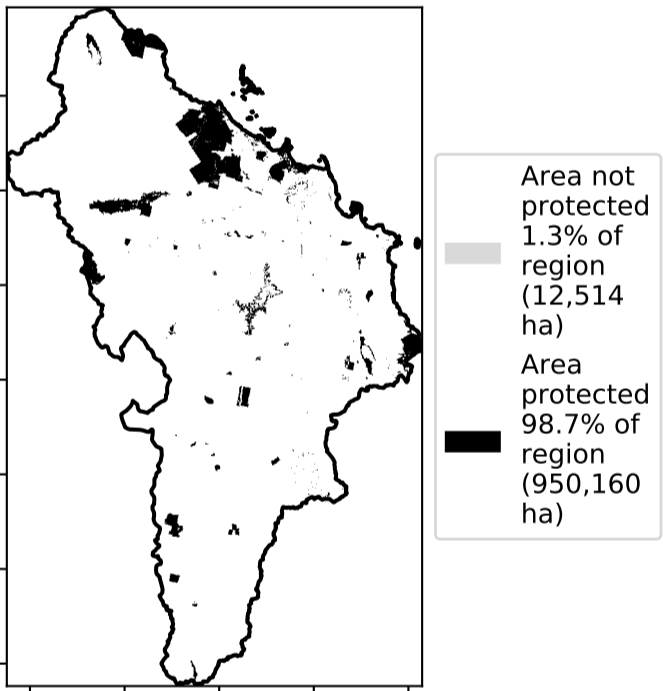 Area not
protected
1.3% of
region
(12,514
ha)
Area
protected
98.7% of
region
(950,160
ha)